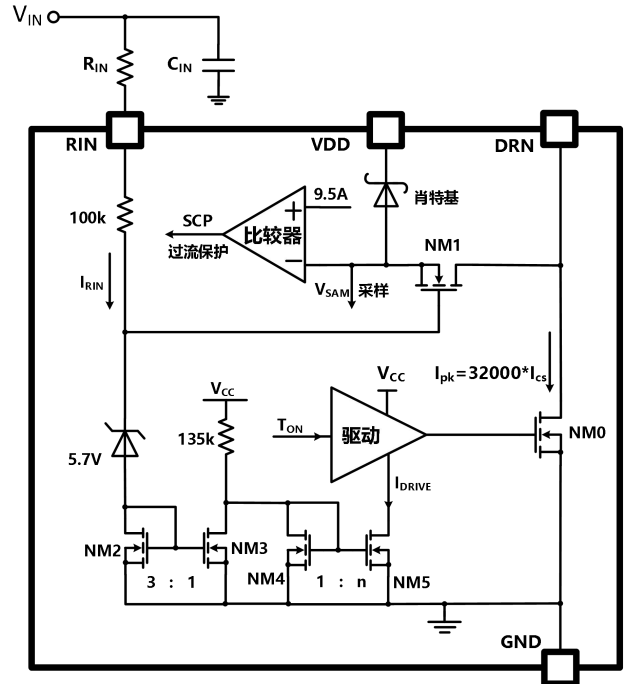 VIN
RIN
CIN
RIN
VDD
DRN
100k
SCP
过流保护
比较器
9.5A
肖特基
NM1
IRIN
VSAM 采样
VCC
135k
TON
驱动
VCC
Ipk=32000*Ics
NM0
5.7V
IDRIVE
NM2
NM3
NM4
NM5
3 : 1
1 : n
GND